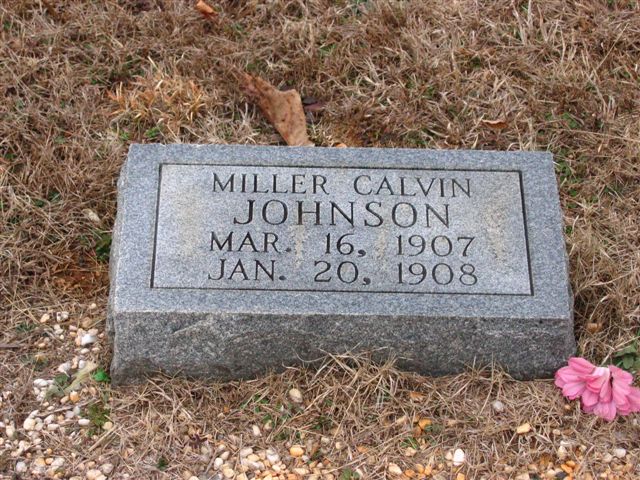 MILLER CALVIN
JOHNSON
MAR. 16, 1907
JAN. 20, 1908